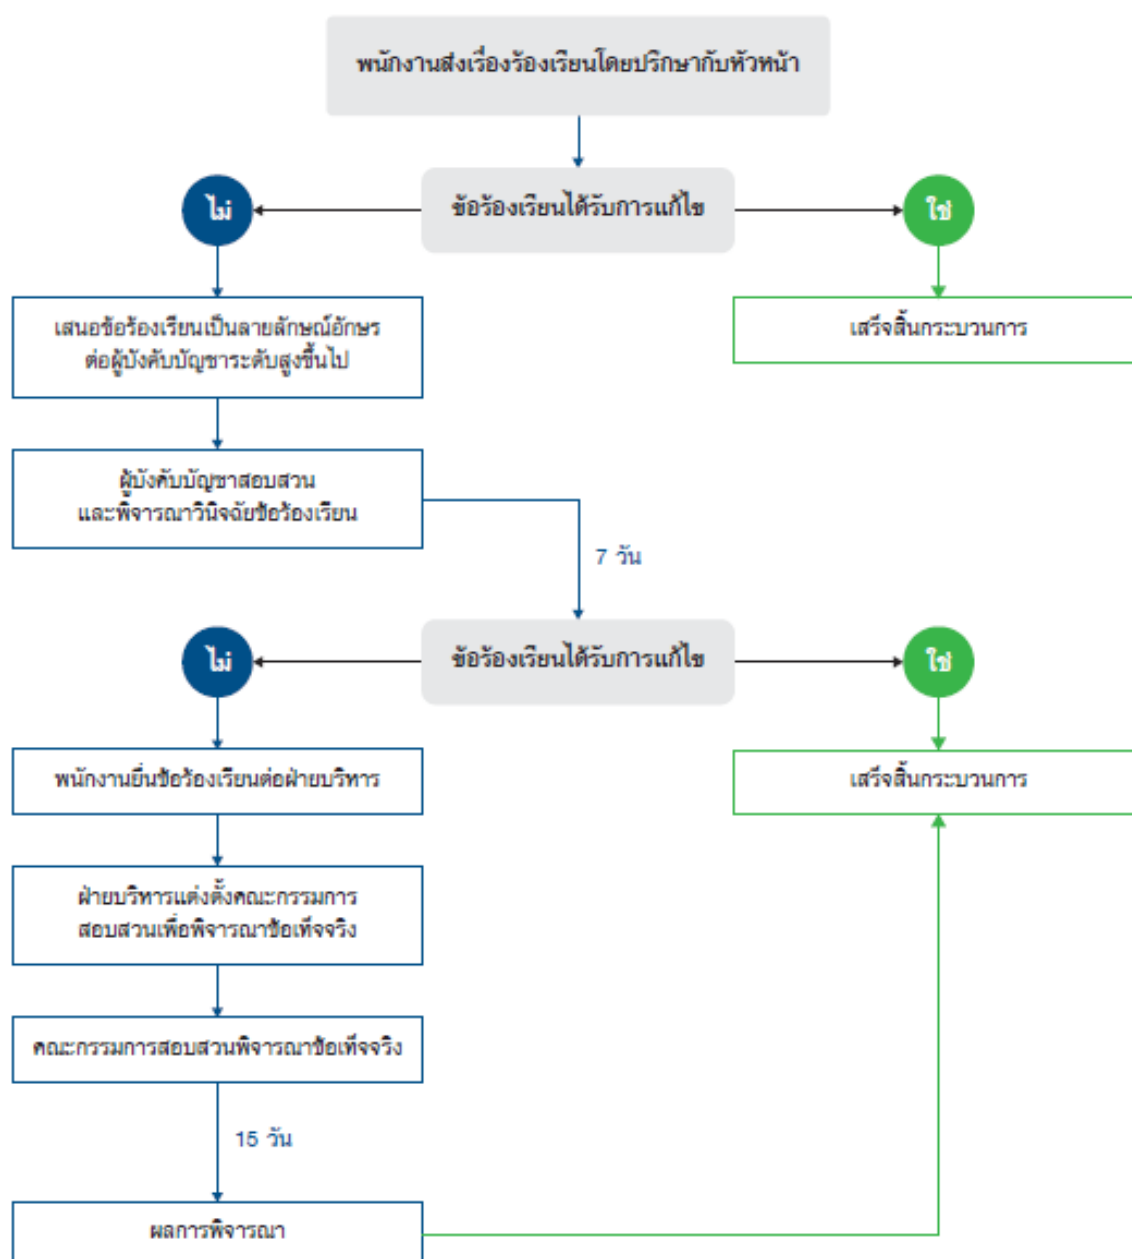 พนักงานส่งเรื่องร้องเรียนโดยปรึกษากับหัวหน้า
ไม่
ข้อร้องเรียนได้รับการแก้ไข
ใช่
เสนอข้อร้องเรียนเป็นลายลักษณ์อักษร
ต่อผู้บังคับบัญชาระดับสูงขึ้นไป
เสร็จสิ้นกระบวนการ
ผู้บังคับบัญชาสอบสวน
และพิจารณาวินิจฉัยข้อร้องเรียน
7 วัน
ไม่
ข้อร้องเรียนได้รับการแก้ไข
ใช่
พนักงานยื่นข้อร้องเรียนต่อฝ่ายบริหาร
เสร็จสิ้นกระบวนการ
ฝ่ายบริหารแต่งตั้งคณะกรรมการ
สอบสวนเพื่อพิจารณาข้อเท็จจริง
คณะกรรมการสอบสวนพิจารณาข้อเท็จจริง
15 วัน
ผลการพิจารณา